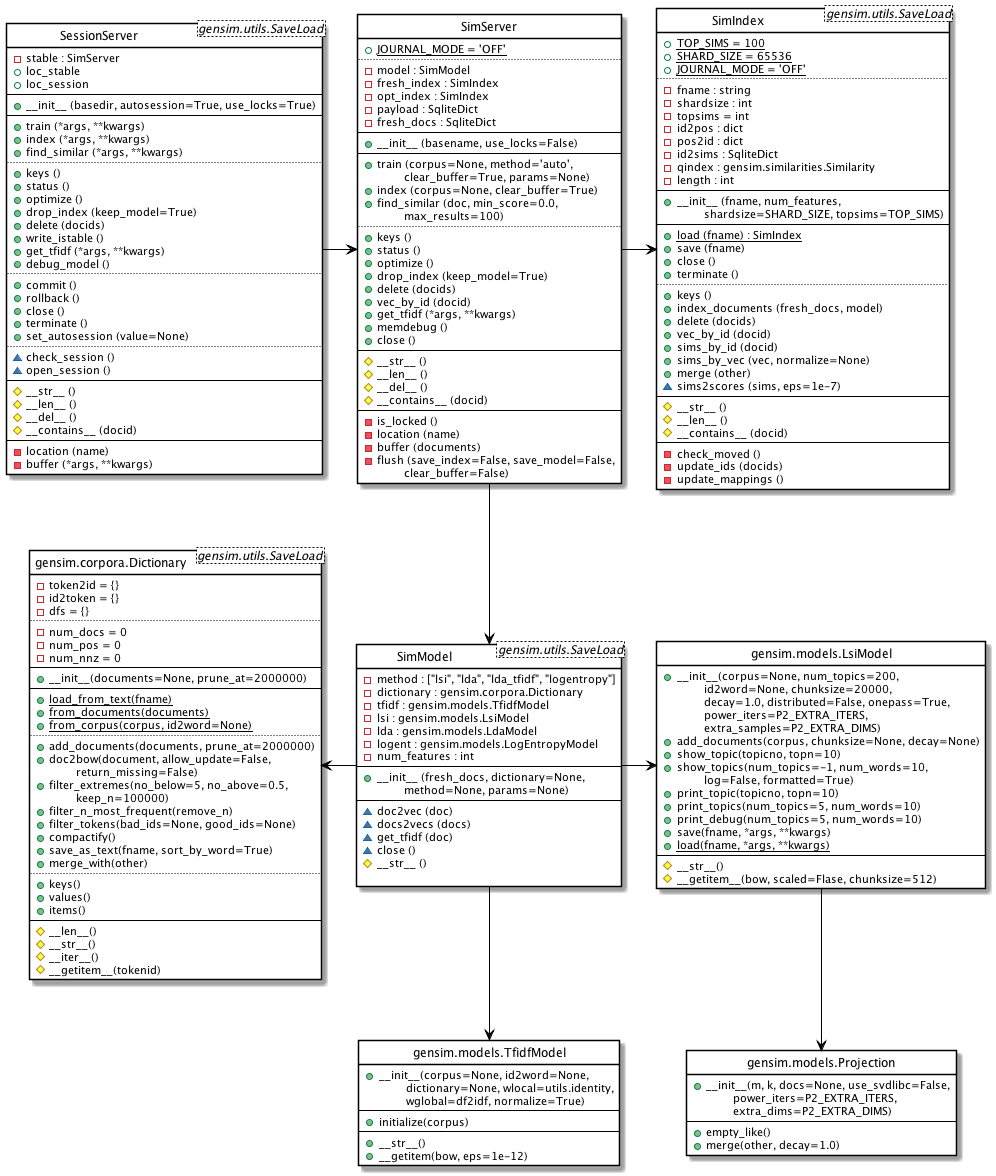 SessionServer
gensim.utils.SaveLoad
stable : SimServer
loc_stable
loc_session
__init__ (basedir, autosession=True, use_locks=True)
train (*args, **kwargs)
index (*args, **kwargs)
find_similar (*args, **kwargs)
keys ()
status ()
optimize ()
drop_index (keep_model=True)
delete (docids)
write_istable ()
get_tfidf (*args, **kwargs)
debug_model ()
commit ()
rollback ()
close ()
terminate ()
set_autosession (value=None)
check_session ()
open_session ()
__str__ ()
__len__ ()
__del__ ()
__contains__ (docid)
location (name)
buffer (*args, **kwargs)
SimServer
JOURNAL_MODE = 'OFF'
model : SimModel
fresh_index : SimIndex
opt_index : SimIndex
payload : SqliteDict
fresh_docs : SqliteDict
__init__ (basename, use_locks=False)
train (corpus=None, method='auto',
clear_buffer=True, params=None)
index (corpus=None, clear_buffer=True)
find_similar (doc, min_score=0.0,
max_results=100)
keys ()
status ()
optimize ()
drop_index (keep_model=True)
delete (docids)
vec_by_id (docid)
get_tfidf (*args, **kwargs)
memdebug ()
close ()
__str__ ()
__len__ ()
__del__ ()
__contains__ (docid)
is_locked ()
location (name)
buffer (documents)
flush (save_index=False, save_model=False,
clear_buffer=False)
SimIndex
gensim.utils.SaveLoad
TOP_SIMS = 100
SHARD_SIZE = 65536
JOURNAL_MODE = 'OFF'
fname : string
shardsize : int
topsims = int
id2pos : dict
pos2id : dict
id2sims : SqliteDict
qindex : gensim.similarities.Similarity
length : int
__init__ (fname, num_features,
shardsize=SHARD_SIZE, topsims=TOP_SIMS)
load (fname) : SimIndex
save (fname)
close ()
terminate ()
keys ()
index_documents (fresh_docs, model)
delete (docids)
vec_by_id (docid)
sims_by_id (docid)
sims_by_vec (vec, normalize=None)
merge (other)
sims2scores (sims, eps=1e-7)
__str__ ()
__len__ ()
__contains__ (docid)
check_moved ()
update_ids (docids)
update_mappings ()
gensim.corpora.Dictionary
gensim.utils.SaveLoad
token2id = {}
id2token = {}
dfs = {}
num_docs = 0
num_pos = 0
num_nnz = 0
__init__(documents=None, prune_at=2000000)
load_from_text(fname)
from_documents(documents)
from_corpus(corpus, id2word=None)
add_documents(documents, prune_at=2000000)
doc2bow(document, allow_update=False,
return_missing=False)
filter_extremes(no_below=5, no_above=0.5,
keep_n=100000)
filter_n_most_frequent(remove_n)
filter_tokens(bad_ids=None, good_ids=None)
compactify()
save_as_text(fname, sort_by_word=True)
merge_with(other)
keys()
values()
items()
__len__()
__str__()
__iter__()
__getitem__(tokenid)
SimModel
gensim.utils.SaveLoad
method : ["lsi", "lda", "lda_tfidf", "logentropy"]
dictionary : gensim.corpora.Dictionary
tfidf : gensim.models.TfidfModel
lsi : gensim.models.LsiModel
lda : gensim.models.LdaModel
logent : gensim.models.LogEntropyModel
num_features : int
__init__ (fresh_docs, dictionary=None,
method=None, params=None)
doc2vec (doc)
docs2vecs (docs)
get_tfidf (doc)
close ()
__str__ ()
gensim.models.LsiModel
__init__(corpus=None, num_topics=200,
id2word=None, chunksize=20000,
decay=1.0, distributed=False, onepass=True,
power_iters=P2_EXTRA_ITERS,
extra_samples=P2_EXTRA_DIMS)
add_documents(corpus, chunksize=None, decay=None)
show_topic(topicno, topn=10)
show_topics(num_topics=-1, num_words=10,
log=False, formatted=True)
print_topic(topicno, topn=10)
print_topics(num_topics=5, num_words=10)
print_debug(num_topics=5, num_words=10)
save(fname, *args, **kwargs)
load(fname, *args, **kwargs)
__str__()
__getitem__(bow, scaled=Flase, chunksize=512)
gensim.models.TfidfModel
__init__(corpus=None, id2word=None,
dictionary=None, wlocal=utils.identity,
wglobal=df2idf, normalize=True)
initialize(corpus)
__str__()
__getitem(bow, eps=1e-12)
gensim.models.Projection
__init__(m, k, docs=None, use_svdlibc=False,
power_iters=P2_EXTRA_ITERS,
extra_dims=P2_EXTRA_DIMS)
empty_like()
merge(other, decay=1.0)